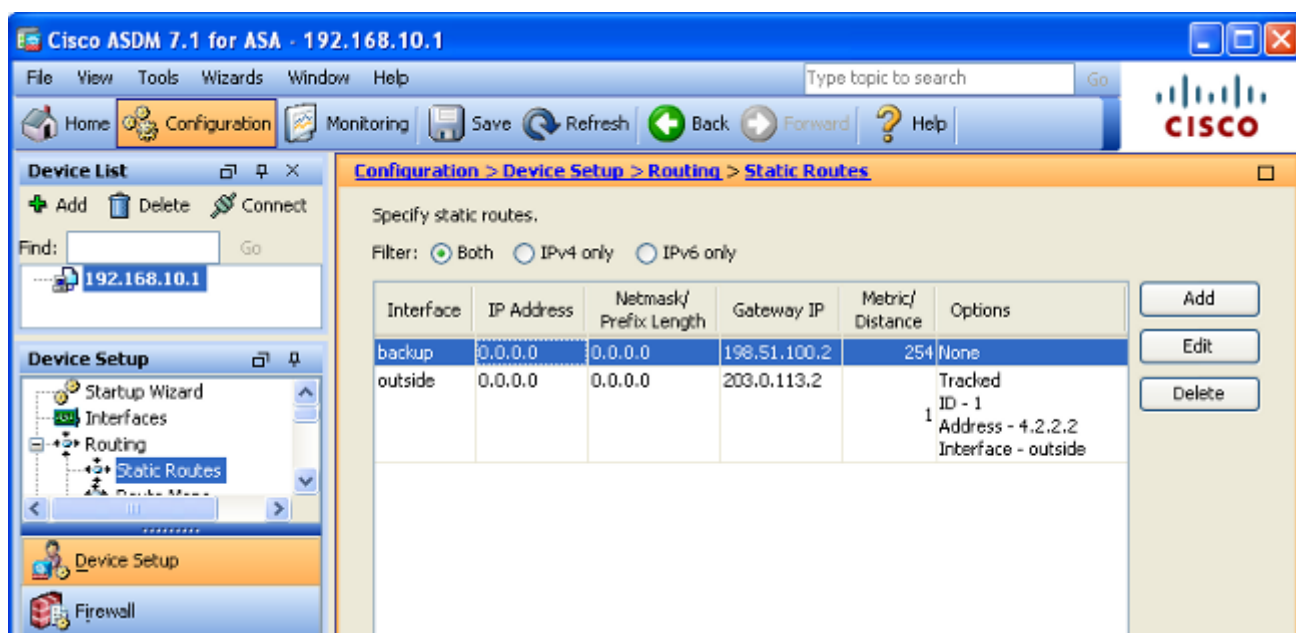 Cisco ASDM 7.1 for ASA - 192.168.10.1
File View Tools Wizards Window Help Type topic to search Go
Home Configuration Monitoring Save Refresh Back Forward Help
CISCO
Device List
Add Delete Connect
Find: Go
192.168.10.1
Device Setup
Startup Wizard
Interfaces
Routing
Static Routes
Device Setup
Firewall
Configuration > Device Setup > Routing > Static Routes
Specify static routes.
Filter: Both IPv4 only IPv6 only
Interface IP Address Netmask/ Prefix Length Gateway IP Metric/ Distance Options
backup 0.0.0.0 0.0.0.0 198.51.100.2 254 None
outside 0.0.0.0 0.0.0.0 203.0.113.2 1 Tracked
ID - 1
Address - 4.2.2.2
Interface - outside
Add
Edit
Delete